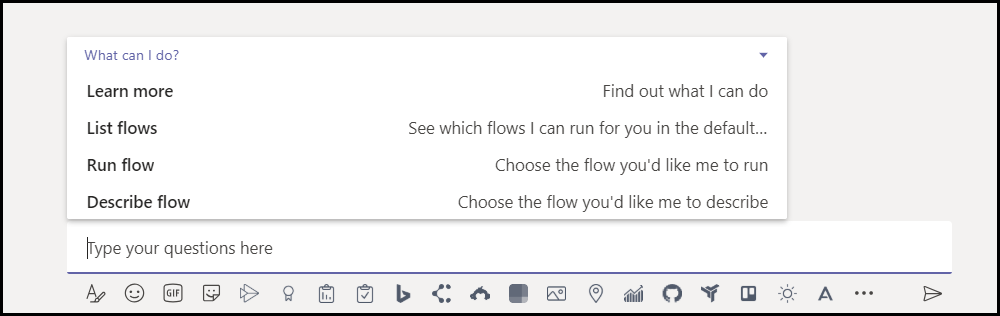 What can I do?
Learn more Find out what I can do
List flows See which flows I can run for you in the default...
Run flow Choose the flow you'd like me to run
Describe flow Choose the flow you'd like me to describe
Type your questions here
GIF